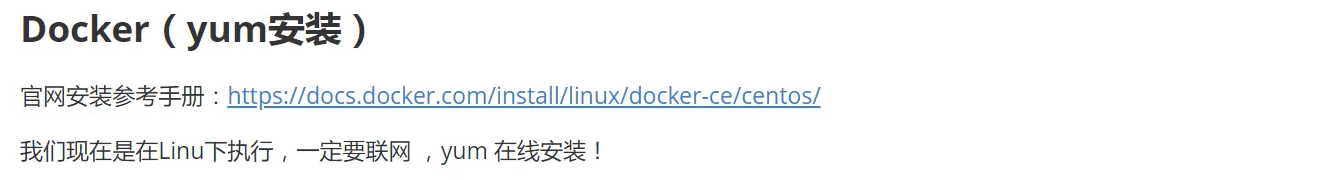 Docker（yum安装）
官网安装参考手册：https://docs.docker.com/install/linux/docker-ce/centos/
我们现在是在Linu下执行，一定要联网 ，yum 在线安装！